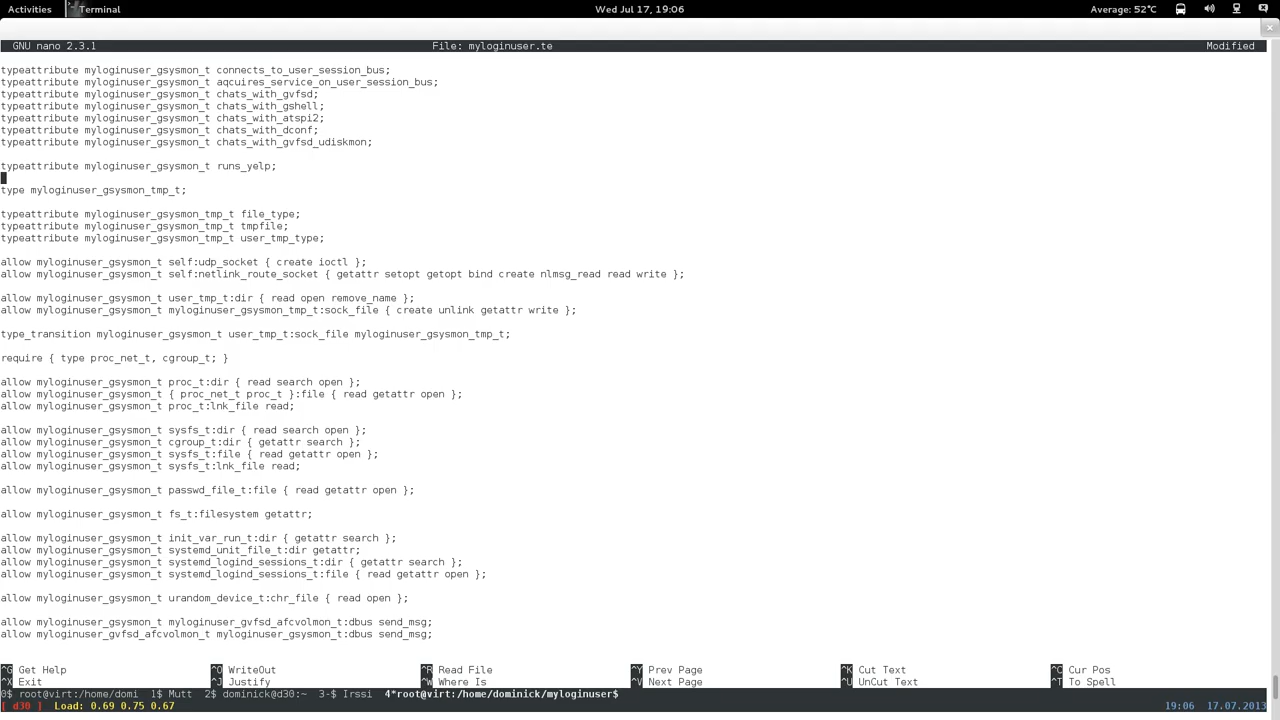 Activities Terminal Wed Jul 17, 19:06 Average: 52°C
GNU nano 2.3.1 File: myloginuser.te Modified
typeattribute myloginuser_gsysmon_t connects_to_user_session_bus;
typeattribute myloginuser_gsysmon_t aqcuires_service_on_user_session_bus;
typeattribute myloginuser_gsysmon_t chats_with_gvfsd;
typeattribute myloginuser_gsysmon_t chats_with_gshell;
typeattribute myloginuser_gsysmon_t chats_with_atspi2;
typeattribute myloginuser_gsysmon_t chats_with_dconf;
typeattribute myloginuser_gsysmon_t chats_with_gvfsd_udiskmon;
typeattribute myloginuser_gsysmon_t runs_yelp;
type myloginuser_gsysmon_tmp_t;
typeattribute myloginuser_gsysmon_tmp_t file_type;
typeattribute myloginuser_gsysmon_tmp_t tmpfile;
typeattribute myloginuser_gsysmon_tmp_t user_tmp_type;
allow myloginuser_gsysmon_t self:udp_socket { create ioctl };
allow myloginuser_gsysmon_t self:netlink_route_socket { getattr setopt getopt bind create nlmsg_read read write };
allow myloginuser_gsysmon_t user_tmp_t:dir { read open remove_name };
allow myloginuser_gsysmon_t myloginuser_gsysmon_tmp_t:sock_file { create unlink getattr write };
type_transition myloginuser_gsysmon_t user_tmp_t:sock_file myloginuser_gsysmon_tmp_t;
require { type proc_net_t, cgroup_t; }
allow myloginuser_gsysmon_t proc_t:dir { read search open };
allow myloginuser_gsysmon_t { proc_net_t proc_t }:file { read getattr open };
allow myloginuser_gsysmon_t proc_t:lnk_file read;
allow myloginuser_gsysmon_t sysfs_t:dir { read search open };
allow myloginuser_gsysmon_t cgroup_t:dir { getattr search };
allow myloginuser_gsysmon_t sysfs_t:file { read getattr open };
allow myloginuser_gsysmon_t sysfs_t:lnk_file read;
allow myloginuser_gsysmon_t passwd_file_t:file { read getattr open };
allow myloginuser_gsysmon_t fs_t:filesystem getattr;
allow myloginuser_gsysmon_t init_var_run_t:dir { getattr search };
allow myloginuser_gsysmon_t systemd_unit_file_t:dir getattr;
allow myloginuser_gsysmon_t systemd_logind_sessions_t:dir { getattr search };
allow myloginuser_gsysmon_t systemd_logind_sessions_t:file { read getattr open };
allow myloginuser_gsysmon_t urandom_device_t:chr_file { read open };
allow myloginuser_gsysmon_t myloginuser_gvfsd_afcvolmon_t:dbus send_msg;
allow myloginuser_gvfsd_afcvolmon_t myloginuser_gsysmon_t:dbus send_msg;
^G Get Help ^O WriteOut ^R Read File ^Y Prev Page ^K Cut Text ^C Cur Pos
^X Exit ^J Justify ^W Where Is ^V Next Page ^U UnCut Text ^T To Spell
0$ root@virt:/home/domi 1$ Mutt 2$ dominick@d30:~ 3-$ Irssi 4*root@virt:/home/dominick/myloginuser$
[ d30 ] Load: 0.69 0.75 0.67 19:06 17.07.2013